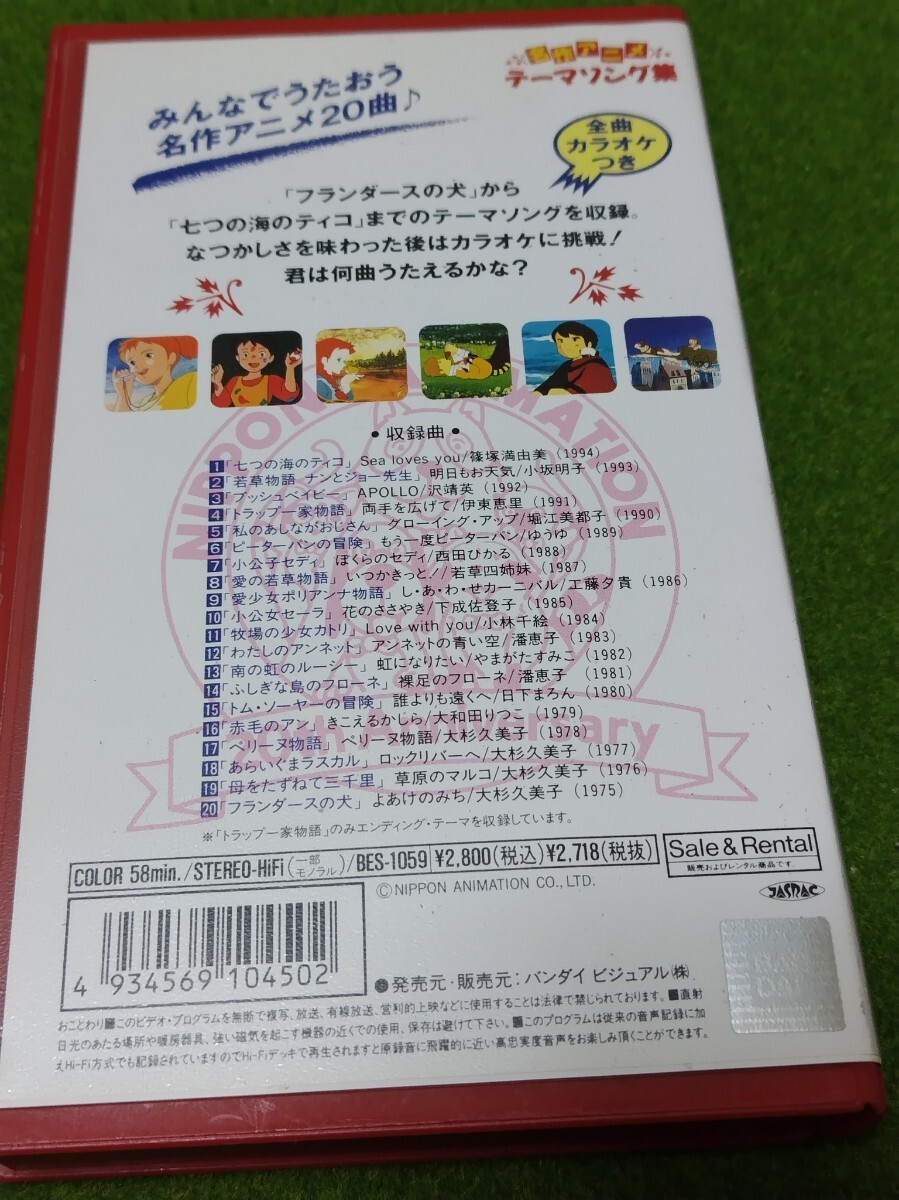 名作アニメ
テーマソング集
みんなでうたおう
名作アニメ20曲♪
全曲
カラオケ
つき
「フランダースの犬」から
「七つの海のティコ」までのテーマソングを収録。
なつかしさを味わった後はカラオケに挑戦!
君は何曲うたえるかな?
NIPPON ANIMATION
20th Anniversary
・収録曲・
1「七つの海のティコ」Sea loves you/篠塚満由美(1994)
2「若草物語 ナンとジョー先生」明日もお天気/小坂明子(1993)
3「ブッシュベイビー」APOLLO/沢靖英(1992)
4「トラップ一家物語」両手を広げて/伊東恵里(1991)
5「私のあしながおじさん」グローイング・アップ/堀江美都子(1990)
6「ピーターパンの冒険」もう一度ピーターパン/ゆうゆ(1989)
7「小公子セディ」ぼくらのセディ/西田ひかる(1988)
8「愛の若草物語」いつかきっと!/若草四姉妹(1987)
9「愛少女ポリアンナ物語」し・あ・わ・せカーニバル/工藤夕貴(1986)
10「小公女セーラ」花のささやき/下成佐登子(1985)
11「牧場の少女カトリ」Love with you/小林千絵(1984)
12「わたしのアンネット」アンネットの青い空/潘恵子(1983)
13「南の虹のルーシー」虹になりたい/やまがたすみこ(1982)
14「ふしぎな島のフローネ」裸足のフローネ/潘恵子(1981)
15「トム・ソーヤーの冒険」誰よりも遠くへ/日下まろん(1980)
16「赤毛のアン」きこえるかしら/大和田りつこ(1979)
17「ペリーヌ物語」ペリーヌ物語/大杉久美子(1978)
18「あらいぐまラスカル」ロックリバーへ/大杉久美子(1977)
19「母をたずねて三千里」草原のマルコ/大杉久美子(1976)
20「フランダースの犬」よあけのみち/大杉久美子(1975)
※「トラップ一家物語」のみエンディング・テーマを収録しています。
COLOR 58min./STEREO-HiFi(一部モノラル)/BES-1059 ¥2,800(税込)¥2,718(税抜)
Sale & Rental
販売およびレンタル商品です。
©NIPPON ANIMATION CO., LTD.
JASRAC
4 934569 104502
●発売元・販売元:バンダイ ビジュアル(株)
おことわり■このビデオ・プログラムを無断で複写、放送、有線放送、営利的上映などに使用することは法律で禁じられております。■直射
日光のあたる場所や暖房器具、強い磁気を起こす機器の近くでの使用、保存は避けて下さい。■このプログラムは従来の音声記録に加
えHi-Fi方式でも記録されていますのでHi-Fiデッキで再生されますと原録音に飛躍的に近い高忠実度音声をお楽しみ頂くことができます。